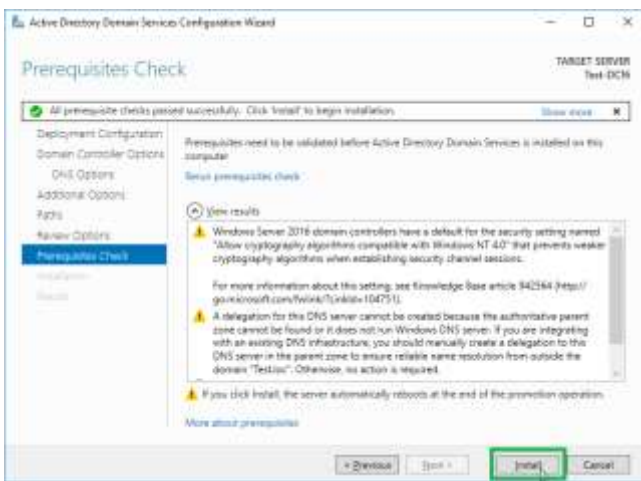 Active Directory Domain Services Configuration Wizard
Prerequisites Check
TARGET SERVER
Test-DC16
All prerequisite checks passed successfully. Click 'Install' to begin installation.
Show more
Deployment Configuration
Domain Controller Options
DNS Options
Additional Options
Paths
Review Options
Prerequisites Check
Installation
Results
Prerequisites need to be validated before Active Directory Domain Services is installed on this
computer
Rerun prerequisites check
View results
Windows Server 2016 domain controllers have a default for the security setting named
"Allow cryptography algorithms compatible with Windows NT 4.0" that prevents weaker
cryptography algorithms when establishing security channel sessions.
For more information about this setting, see Knowledge Base article 942564 (http://
go.microsoft.com/fwlink/?LinkId=104751).
A delegation for this DNS server cannot be created because the authoritative parent
zone cannot be found or it does not run Windows DNS server. If you are integrating
with an existing DNS infrastructure, you should manually create a delegation to this
DNS server in the parent zone to ensure reliable name resolution from outside the
domain Otherwise, no action is required.
If you click Install, the server automatically reboots at the end of the promotion operation.
More about prerequisites
< Previous
Next >
Install
Cancel